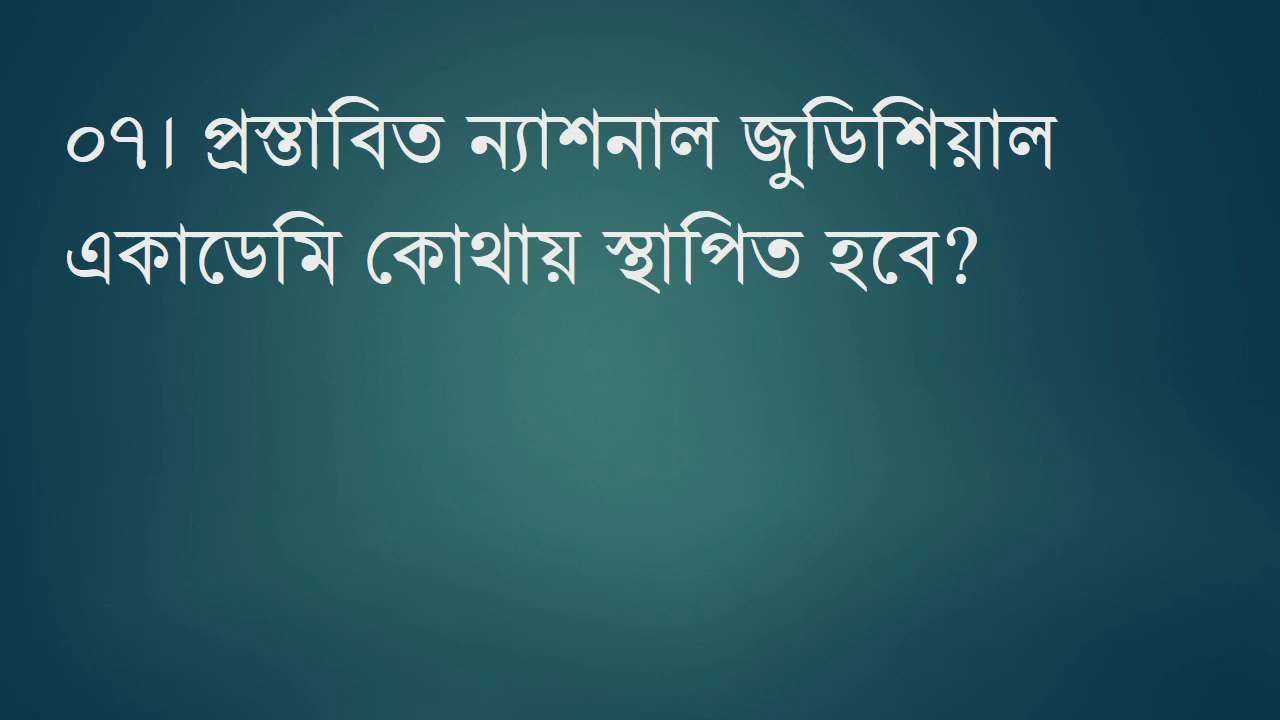 ০৭। প্রস্তাবিত ন্যাশনাল জুডিশিয়াল
একাডেমি কোথায় স্থাপিত হবে?